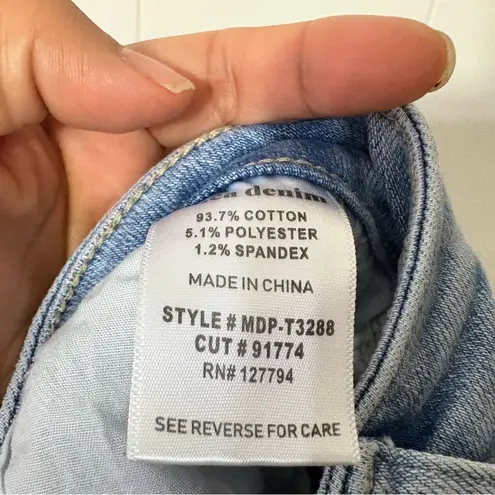 denim
93.7% COTTON
5.1% POLYESTER
1.2% SPANDEX
MADE IN CHINA
STYLE # MDP-T3288
CUT # 91774
RN# 127794
SEE REVERSE FOR CARE